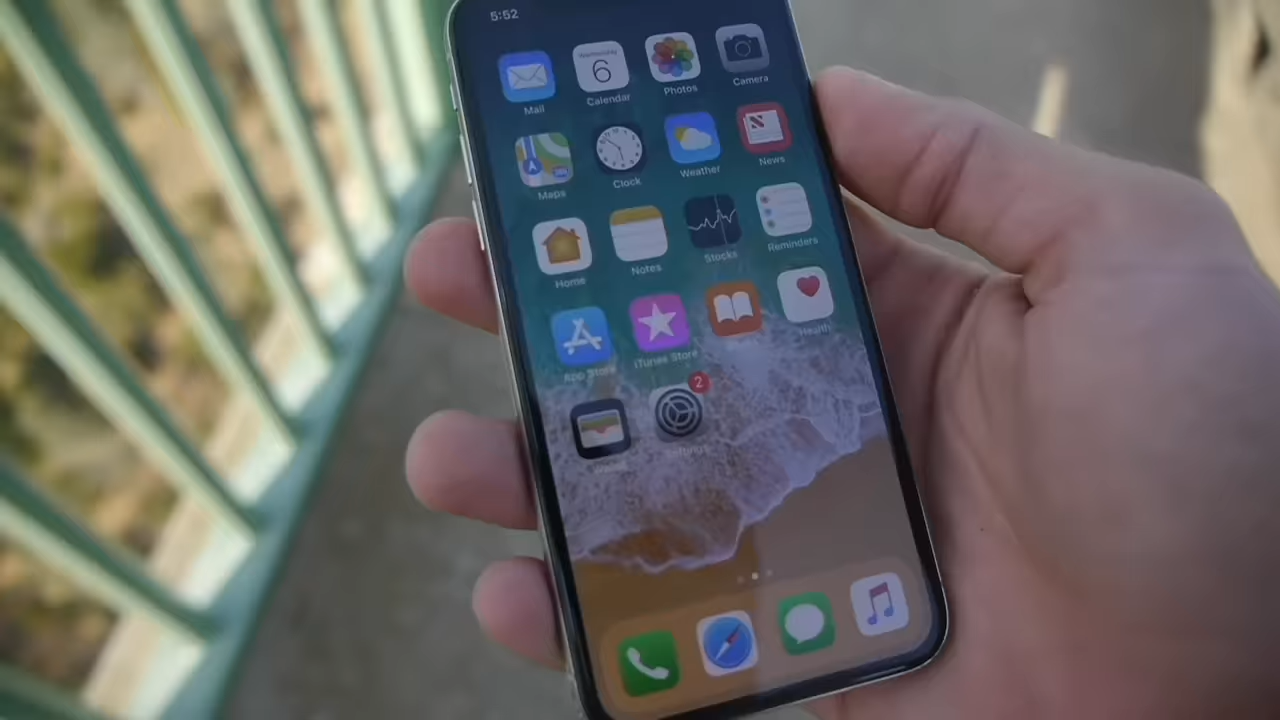 5:52
Wednesday
6
Mail
Calendar
Photos
Camera
Maps
Clock
Weather
News
Home
Notes
Stocks
Reminders
App Store
iTunes Store
Health
2
Settings